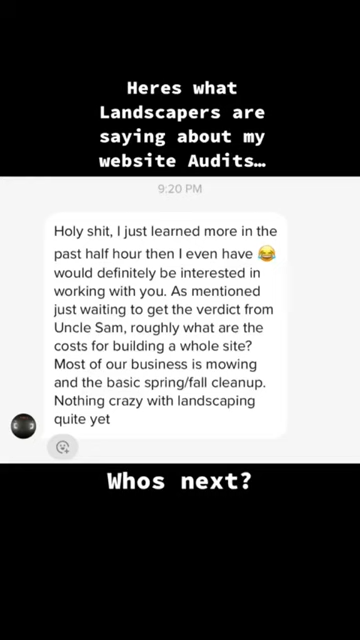 Heres what
Landscapers are
saying about my
website Audits…
9:20 PM
Holy shit, I just learned more in the
past half hour then I even have 😂
would definitely be interested in
working with you. As mentioned
just waiting to get the verdict from
Uncle Sam, roughly what are the
costs for building a whole site?
Most of our business is mowing
and the basic spring/fall cleanup.
Nothing crazy with landscaping
quite yet
Whos next?